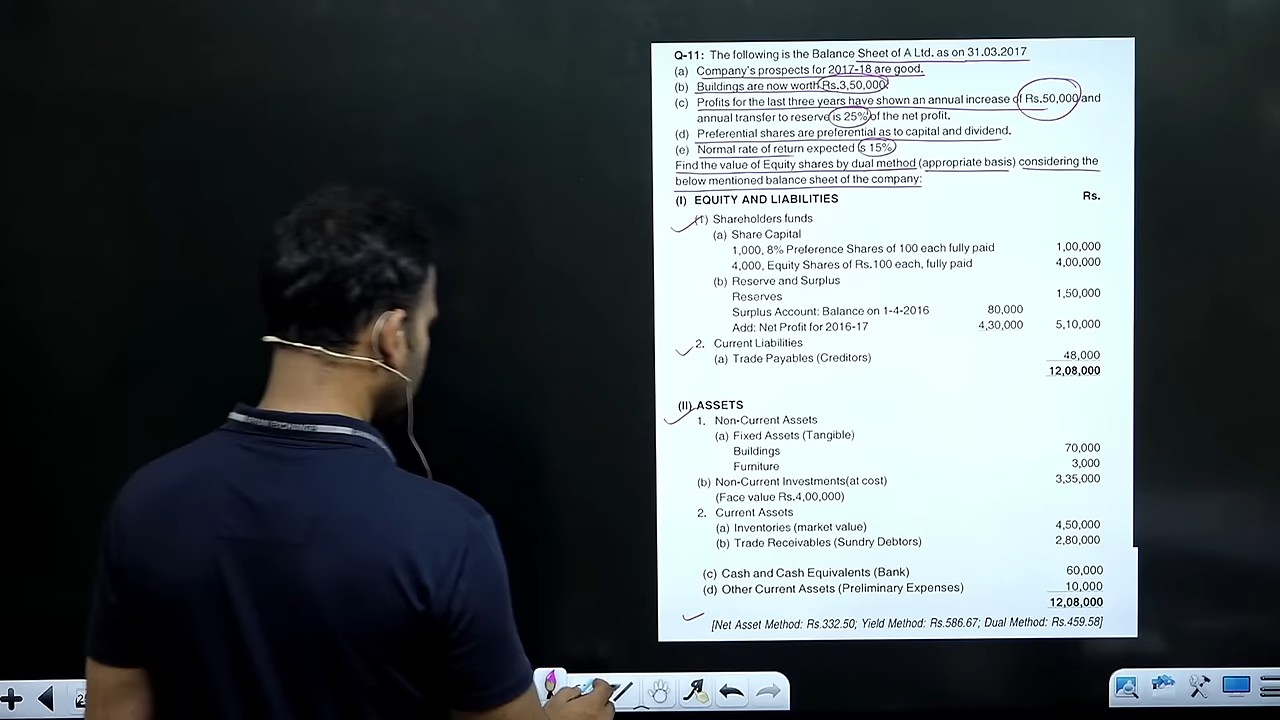 Q-11: The following is the Balance Sheet of A Ltd. as on 31.03.2017
(a) Company's prospects for 2017-18 are good.
(b) Buildings are now worth Rs.3,50,000.
(c) Profits for the last three years have shown an annual increase of Rs.50,000 and
annual transfer to reserve is 25% of the net profit.
(d) Preferential shares are preferential as to capital and dividend.
(e) Normal rate of return expected is 15%
Find the value of Equity shares by dual method (appropriate basis) considering the
below mentioned balance sheet of the company:
(I) EQUITY AND LIABILITIES Rs.
(1) Shareholders funds
(a) Share Capital
1,000, 8% Preference Shares of 100 each fully paid 1,00,000
4,000, Equity Shares of Rs.100 each, fully paid 4,00,000
(b) Reserve and Surplus
Reserves 1,50,000
Surplus Account: Balance on 1-4-2016 80,000
Add: Net Profit for 2016-17 4,30,000 5,10,000
2. Current Liabilities
(a) Trade Payables (Creditors) 48,000
12,08,000
(II) ASSETS
1. Non-Current Assets
(a) Fixed Assets (Tangible)
Buildings 70,000
Furniture 3,000
(b) Non-Current Investments(at cost) 3,35,000
(Face value Rs.4,00,000)
2. Current Assets
(a) Inventories (market value) 4,50,000
(b) Trade Receivables (Sundry Debtors) 2,80,000
(c) Cash and Cash Equivalents (Bank) 60,000
(d) Other Current Assets (Preliminary Expenses) 10,000
12,08,000
[Net Asset Method: Rs.332.50; Yield Method: Rs.586.67; Dual Method: Rs.459.58]